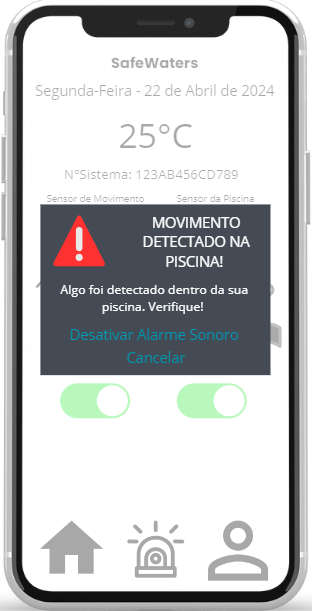 SafeWaters
Segunda-Feira - 22 de Abril de 2024
25°C
N°Sistema: 123AB456CD789
Sensor de Movimento Sensor da Piscina
MOVIMENTO
DETECTADO NA
PISCINA!
Algo foi detectado dentro da sua
piscina. Verifique!
Desativar Alarme Sonoro
Cancelar